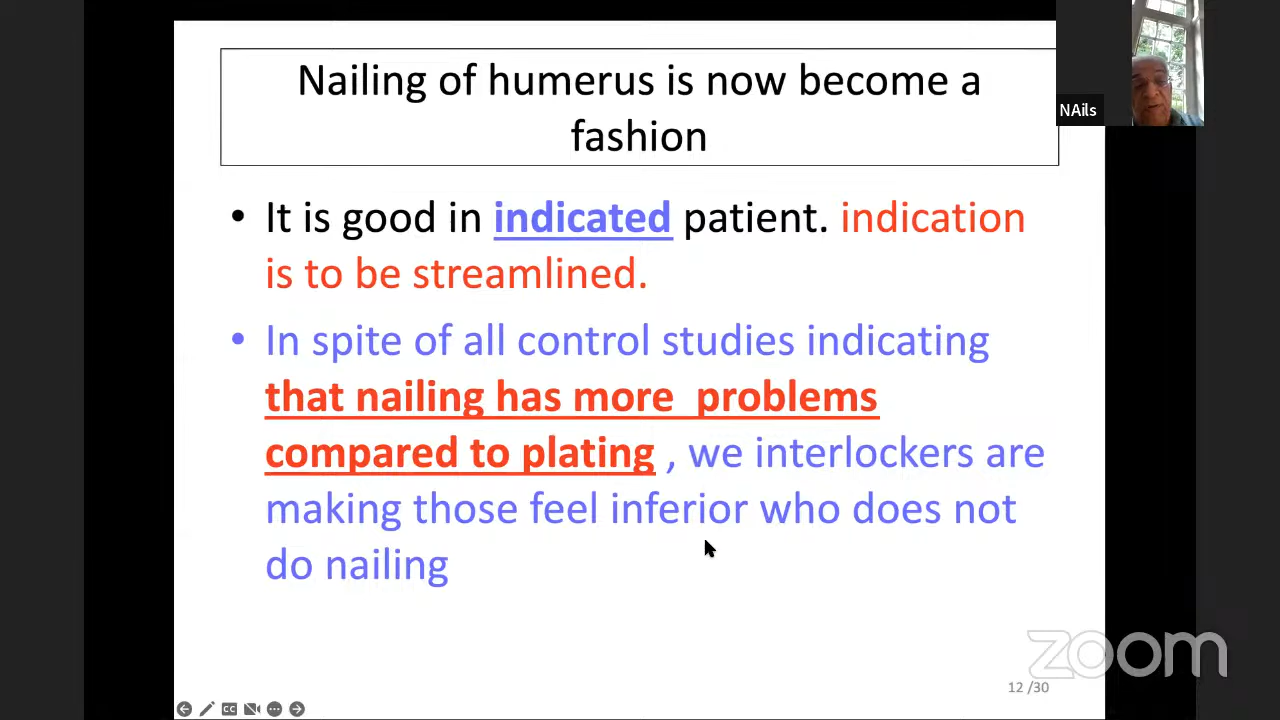 Nailing of humerus is now become a
fashion
NAils
• It is good in indicated patient. indication
is to be streamlined.
• In spite of all control studies indicating
that nailing has more  problems
compared to plating , we interlockers are
making those feel inferior who does not
do nailing
zoom
12 /30
CC